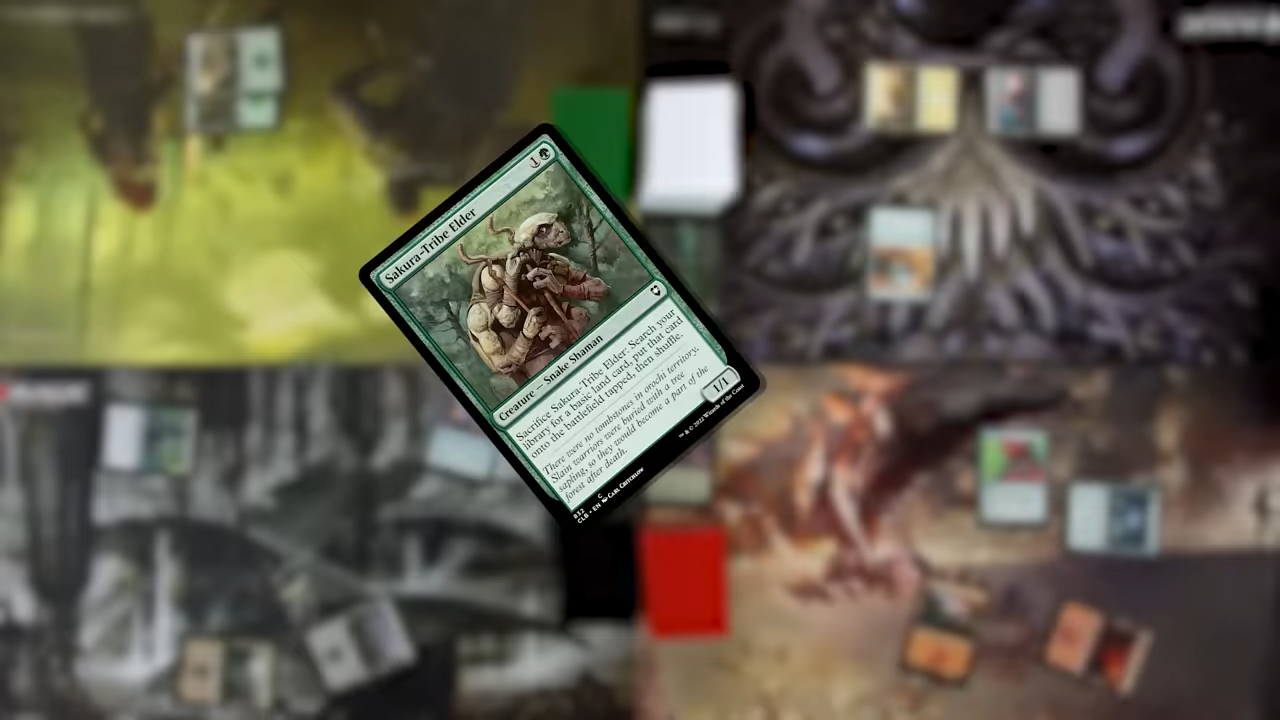 Sakura-Tribe Elder
1
Creature — Snake Shaman
Sacrifice Sakura-Tribe Elder: Search your
library for a basic land card, put that card
onto the battlefield tapped, then shuffle.
There were no tombstones in orochi territory.
Slain warriors were buried with a tree
sapling, so they would become a part of the
forest after death.
1/1
832 C
CLB • EN Carl Critchlow
™ & © 2022 Wizards of the Coast